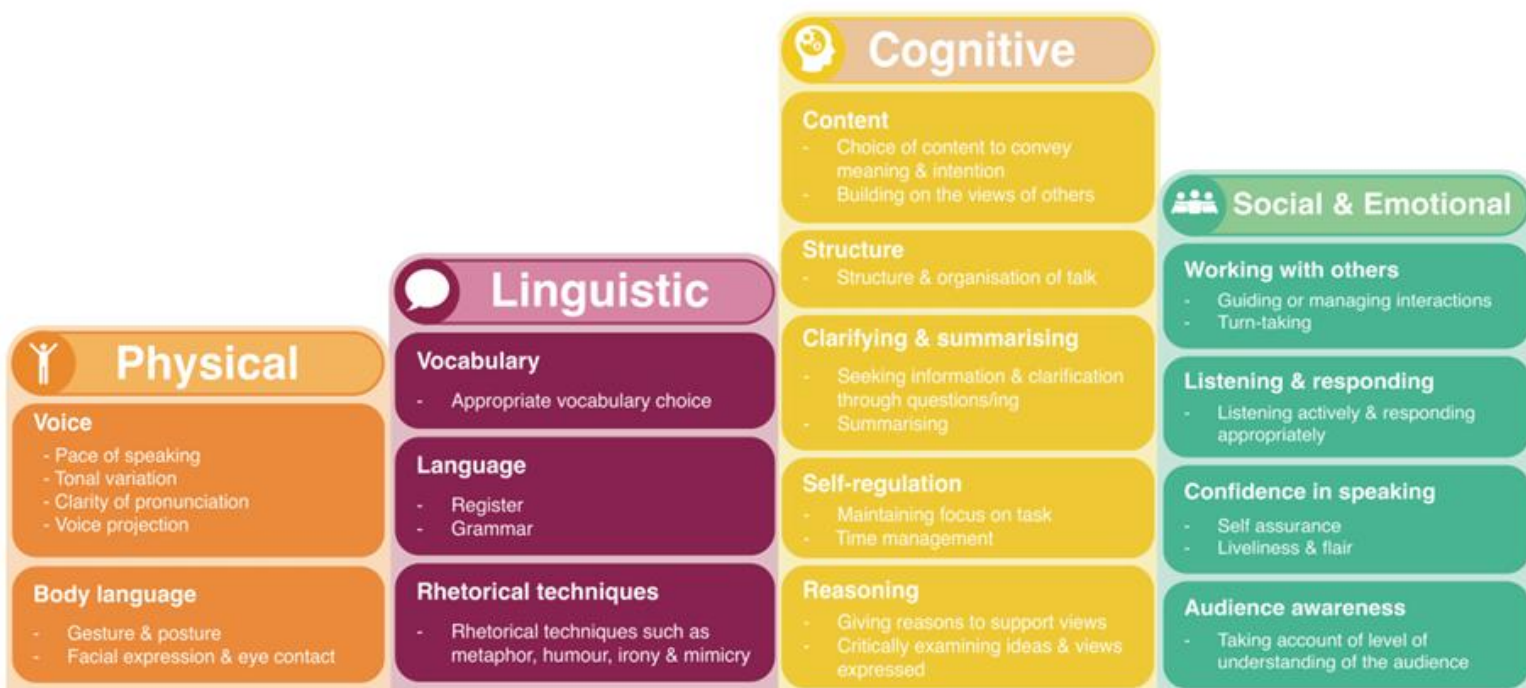 Physical
Voice
- Pace of speaking
- Tonal variation
- Clarity of pronunciation
- Voice projection
Body language
- Gesture & posture
- Facial expression & eye contact
Linguistic
Vocabulary
- Appropriate vocabulary choice
Language
- Register
- Grammar
Rhetorical techniques
- Rhetorical techniques such as
metaphor, humour, irony & mimicry
Cognitive
Content
- Choice of content to convey
meaning & intention
- Building on the views of others
Structure
- Structure & organisation of talk
Clarifying & summarising
- Seeking information & clarification
through questions/ing
- Summarising
Self-regulation
- Maintaining focus on task
- Time management
Reasoning
- Giving reasons to support views
- Critically examining ideas & views
expressed
Social & Emotional
Working with others
- Guiding or managing interactions
- Turn-taking
Listening & responding
- Listening actively & responding
appropriately
Confidence in speaking
- Self assurance
- Liveliness & flair
Audience awareness
- Taking account of level of
understanding of the audience